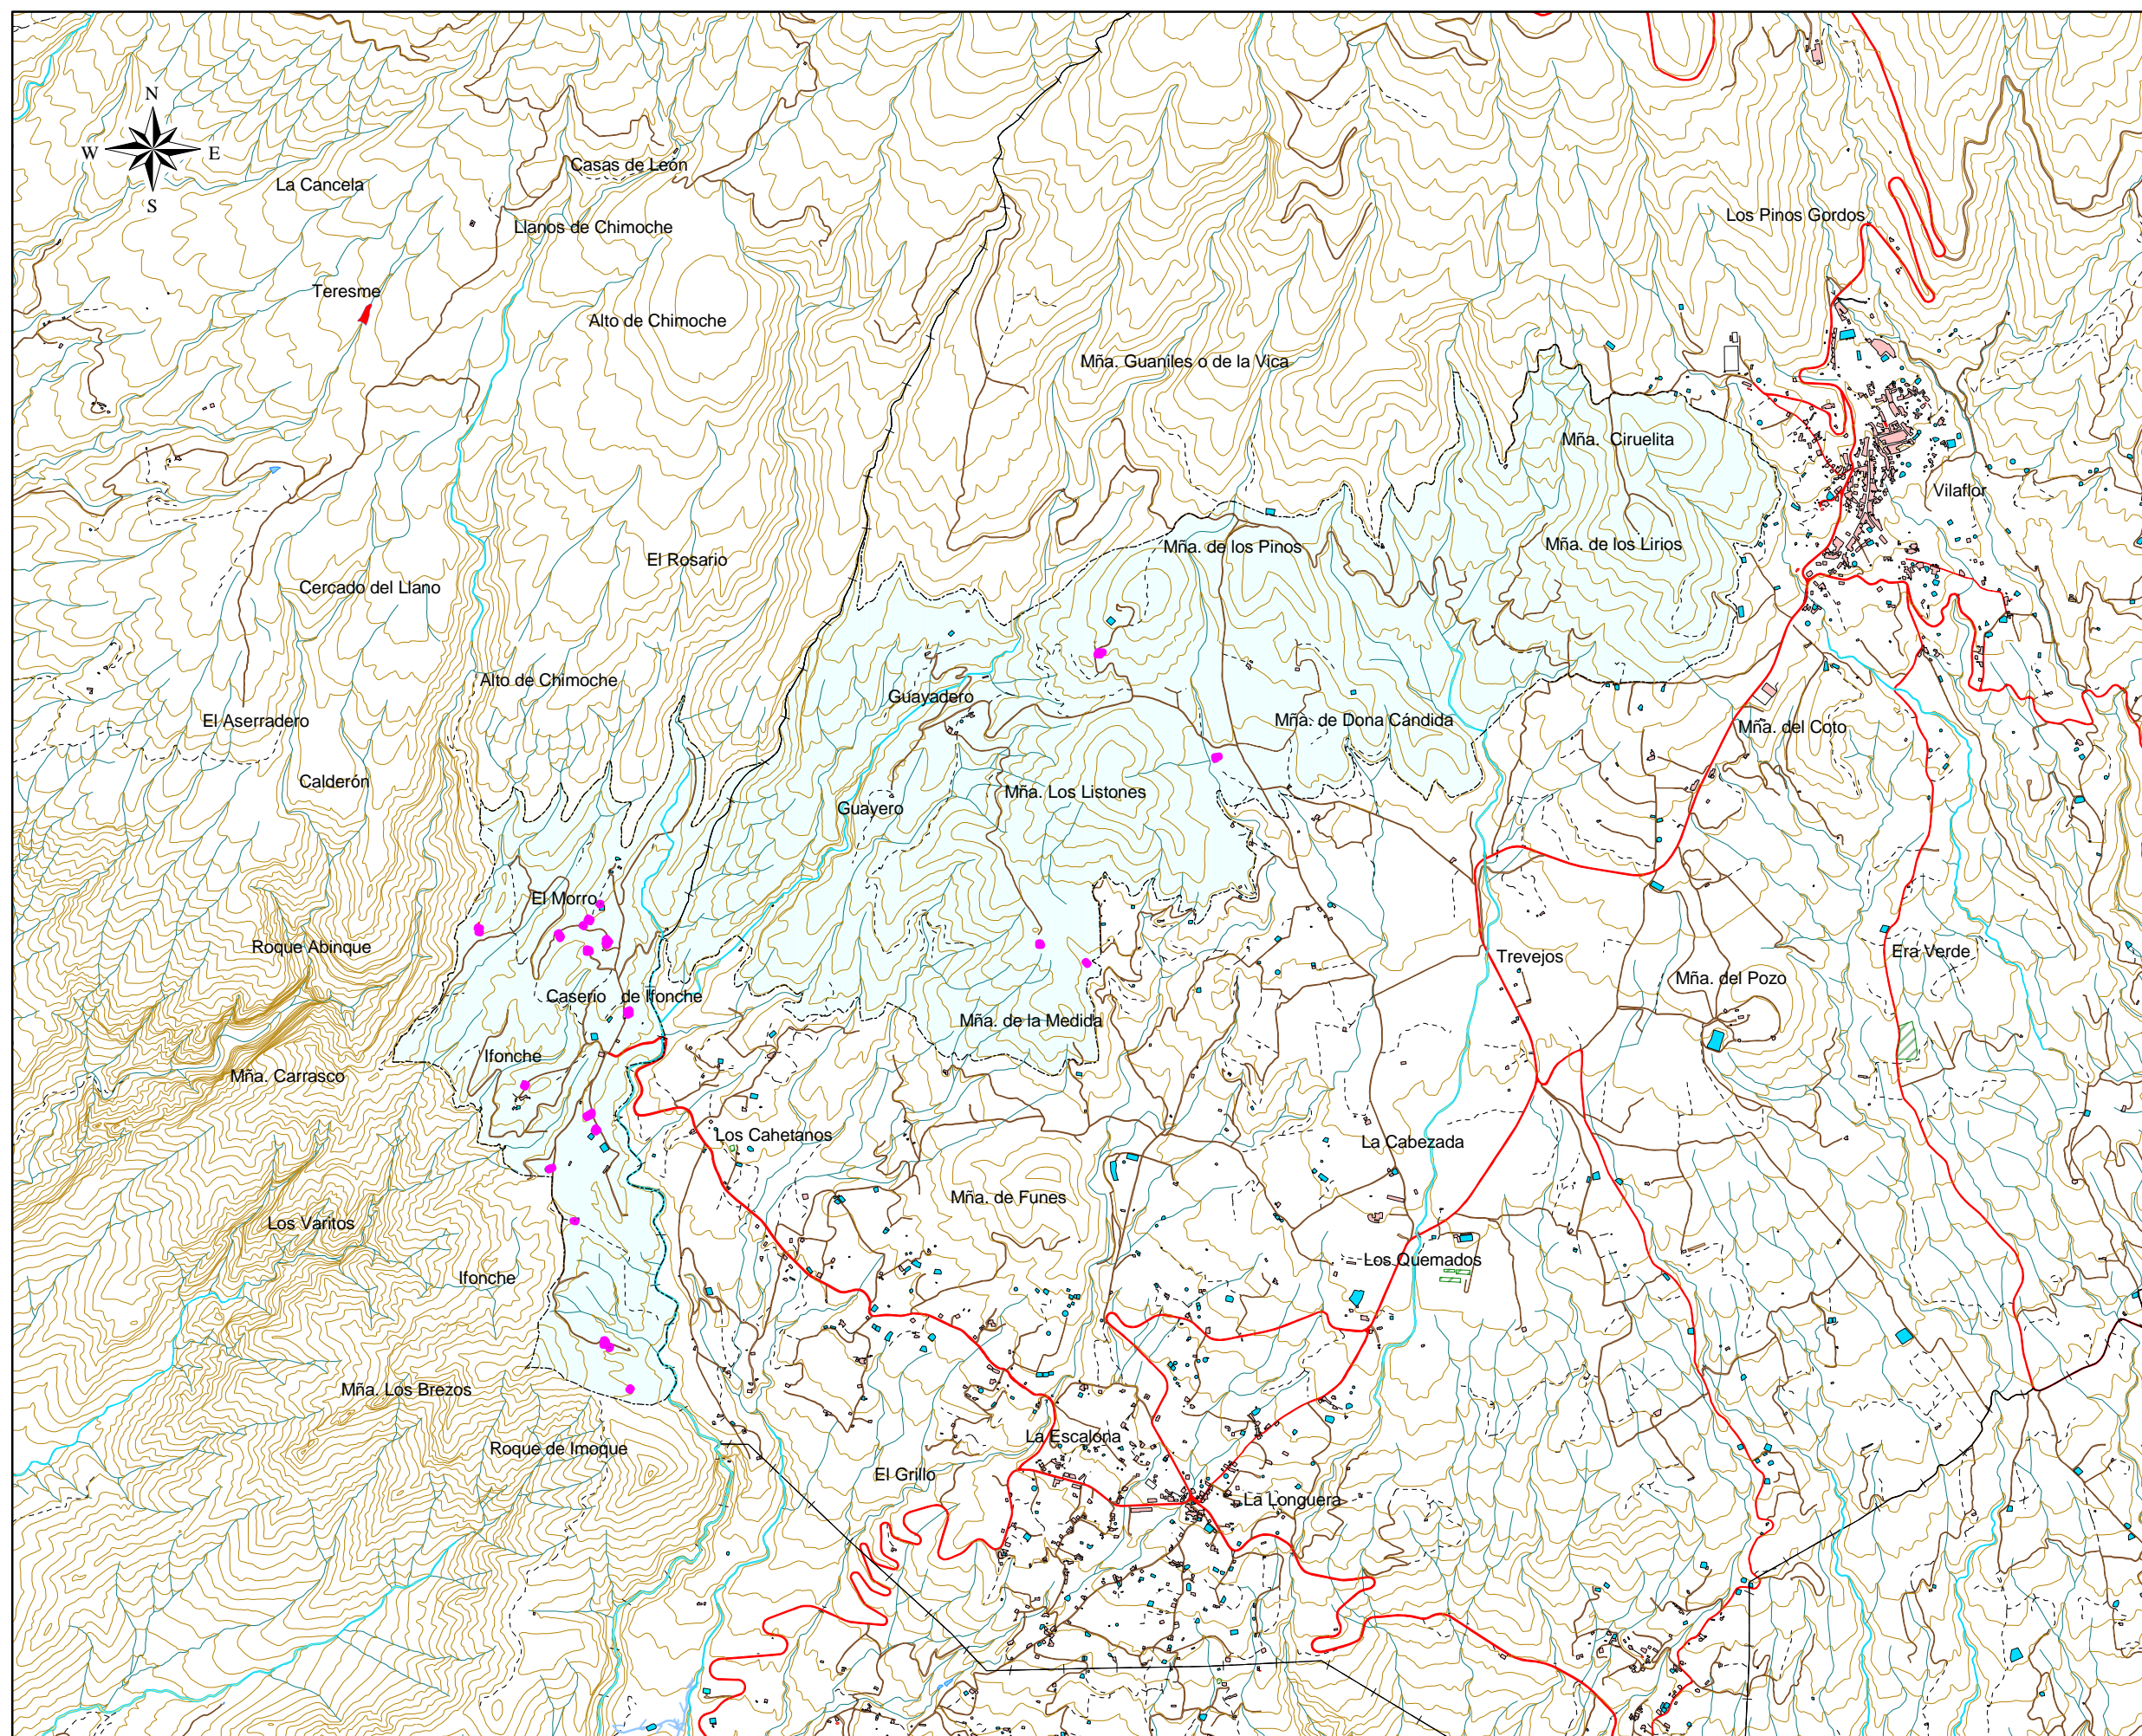 N
W E
S
Casas de León
La Cancela
Los Pinos Gordos
Llanos de Chimoche
Teresme
Alto de Chimoche
Mña. Guaniles o de la Vica
Mña. Ciruelita
Vilaflor
Mña. de los Lirios
Mña. de los Pinos
El Rosario
Cercado del Llano
Alto de Chimoche
Guayadero
El Aserradero
Mña. de Dona Cándida
Mña. del Coto
Calderón
Mña. Los Listones
Guayero
El Morro
Roque Abinque
Era Verde
Trevejos
Mña. del Pozo
Caserio de Ifonche
Mña. de la Medida
Ifonche
Mña. Carrasco
Los Cahetanos
La Cabezada
Mña. de Funes
Los Varitos
Los Quemados
Ifonche
Mña. Los Brezos
La Escalona
Roque de Imoque
El Grillo
La Longuera